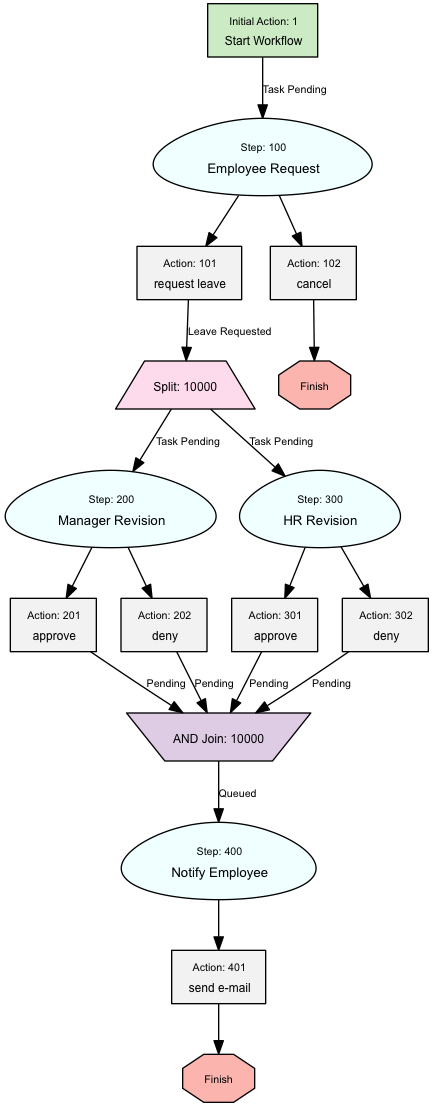 Initial Action: 1
Start Workflow
Task Pending
Step: 100
Employee Request
Action: 101
request leave
Action: 102
cancel
Leave Requested
Split: 10000
Finish
Task Pending
Task Pending
Step: 200
Manager Revision
Step: 300
HR Revision
Action: 201
approve
Action: 202
deny
Action: 301
approve
Action: 302
deny
Pending
Pending
Pending
Pending
AND Join: 10000
Queued
Step: 400
Notify Employee
Action: 401
send e-mail
Finish